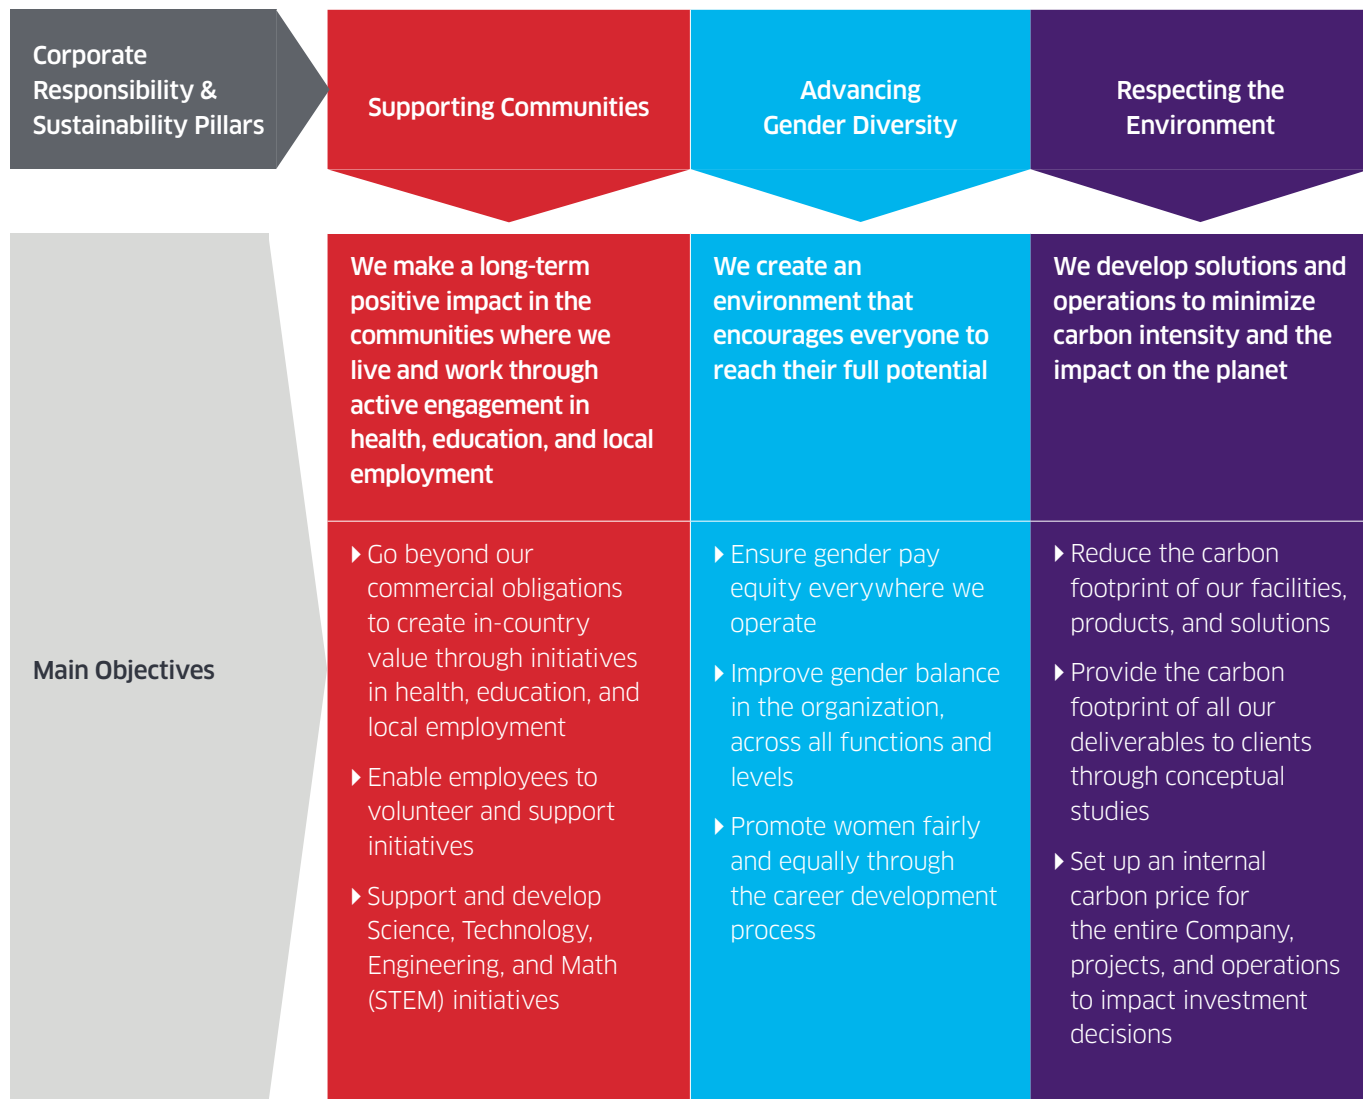 Corporate
Responsibility &
Sustainability Pillars
Supporting Communities
Advancing
Gender Diversity
Respecting the
Environment
Main Objectives
We make a long-term
positive impact in the
communities where we
live and work through
active engagement in
health, education, and local
employment
Go beyond our
commercial obligations
to create in-country
value through initiatives
in health, education, and
local employment
Enable employees to
volunteer and support
initiatives
Support and develop
Science, Technology,
Engineering, and Math
(STEM) initiatives
We create an
environment that
encourages everyone to
reach their full potential
Ensure gender pay
equity everywhere we
operate
Improve gender balance
in the organization,
across all functions and
levels
Promote women fairly
and equally through
the career development
process
We develop solutions and
operations to minimize
carbon intensity and the
impact on the planet
Reduce the carbon
footprint of our facilities,
products, and solutions
Provide the carbon
footprint of all our
deliverables to clients
through conceptual
studies
Set up an internal
carbon price for
the entire Company,
projects, and operations
to impact investment
decisions